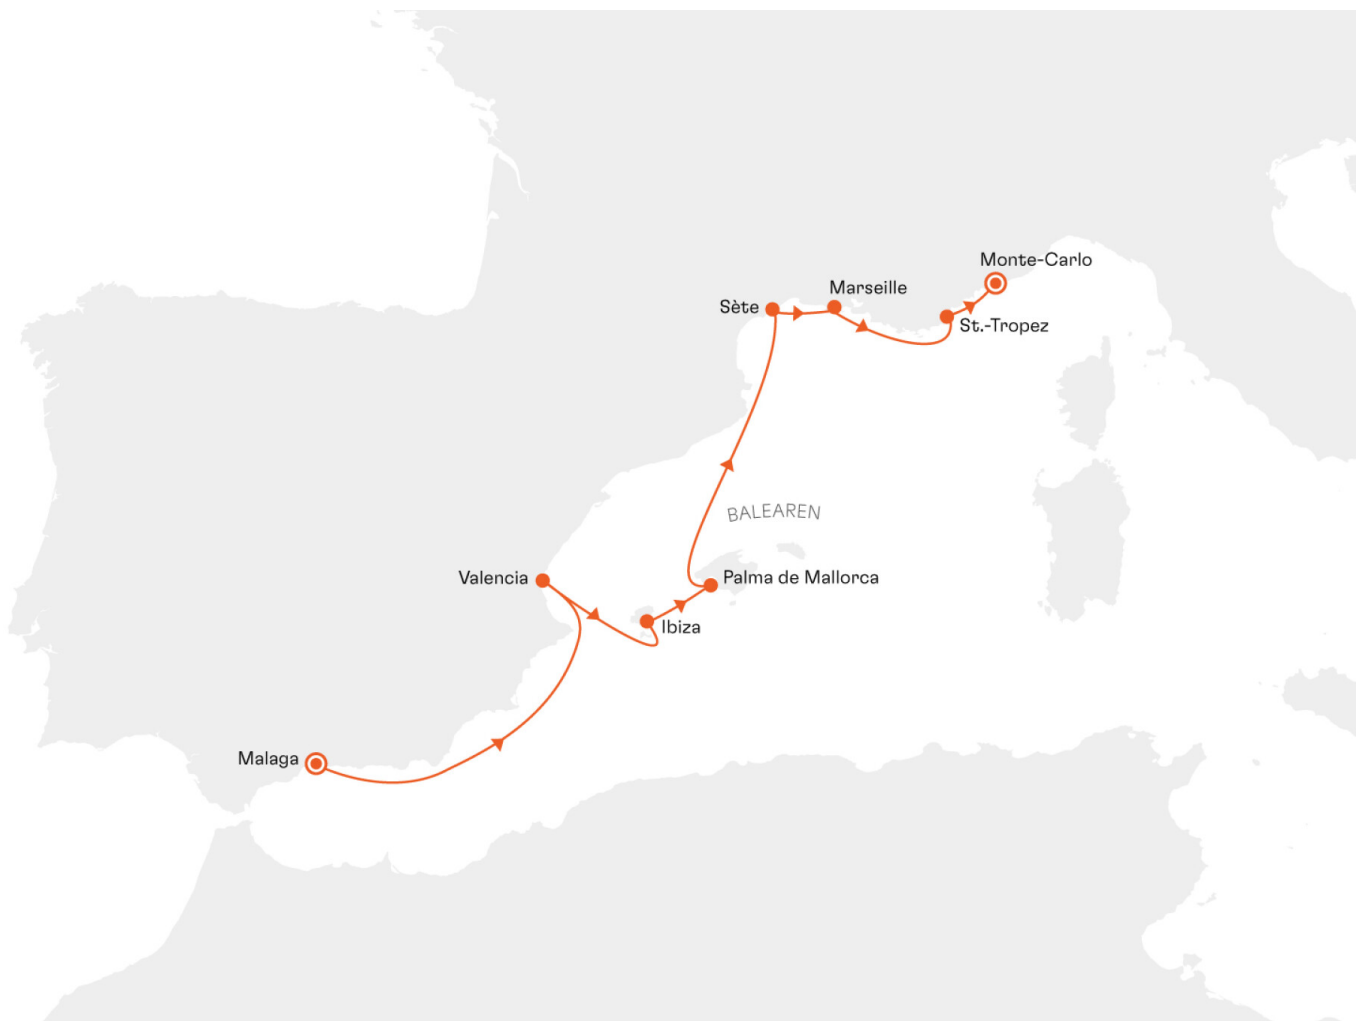 Monte-Carlo
Marseille
Sète
St.-Tropez
BALEAREN
Valencia
Palma de Mallorca
Ibiza
Malaga